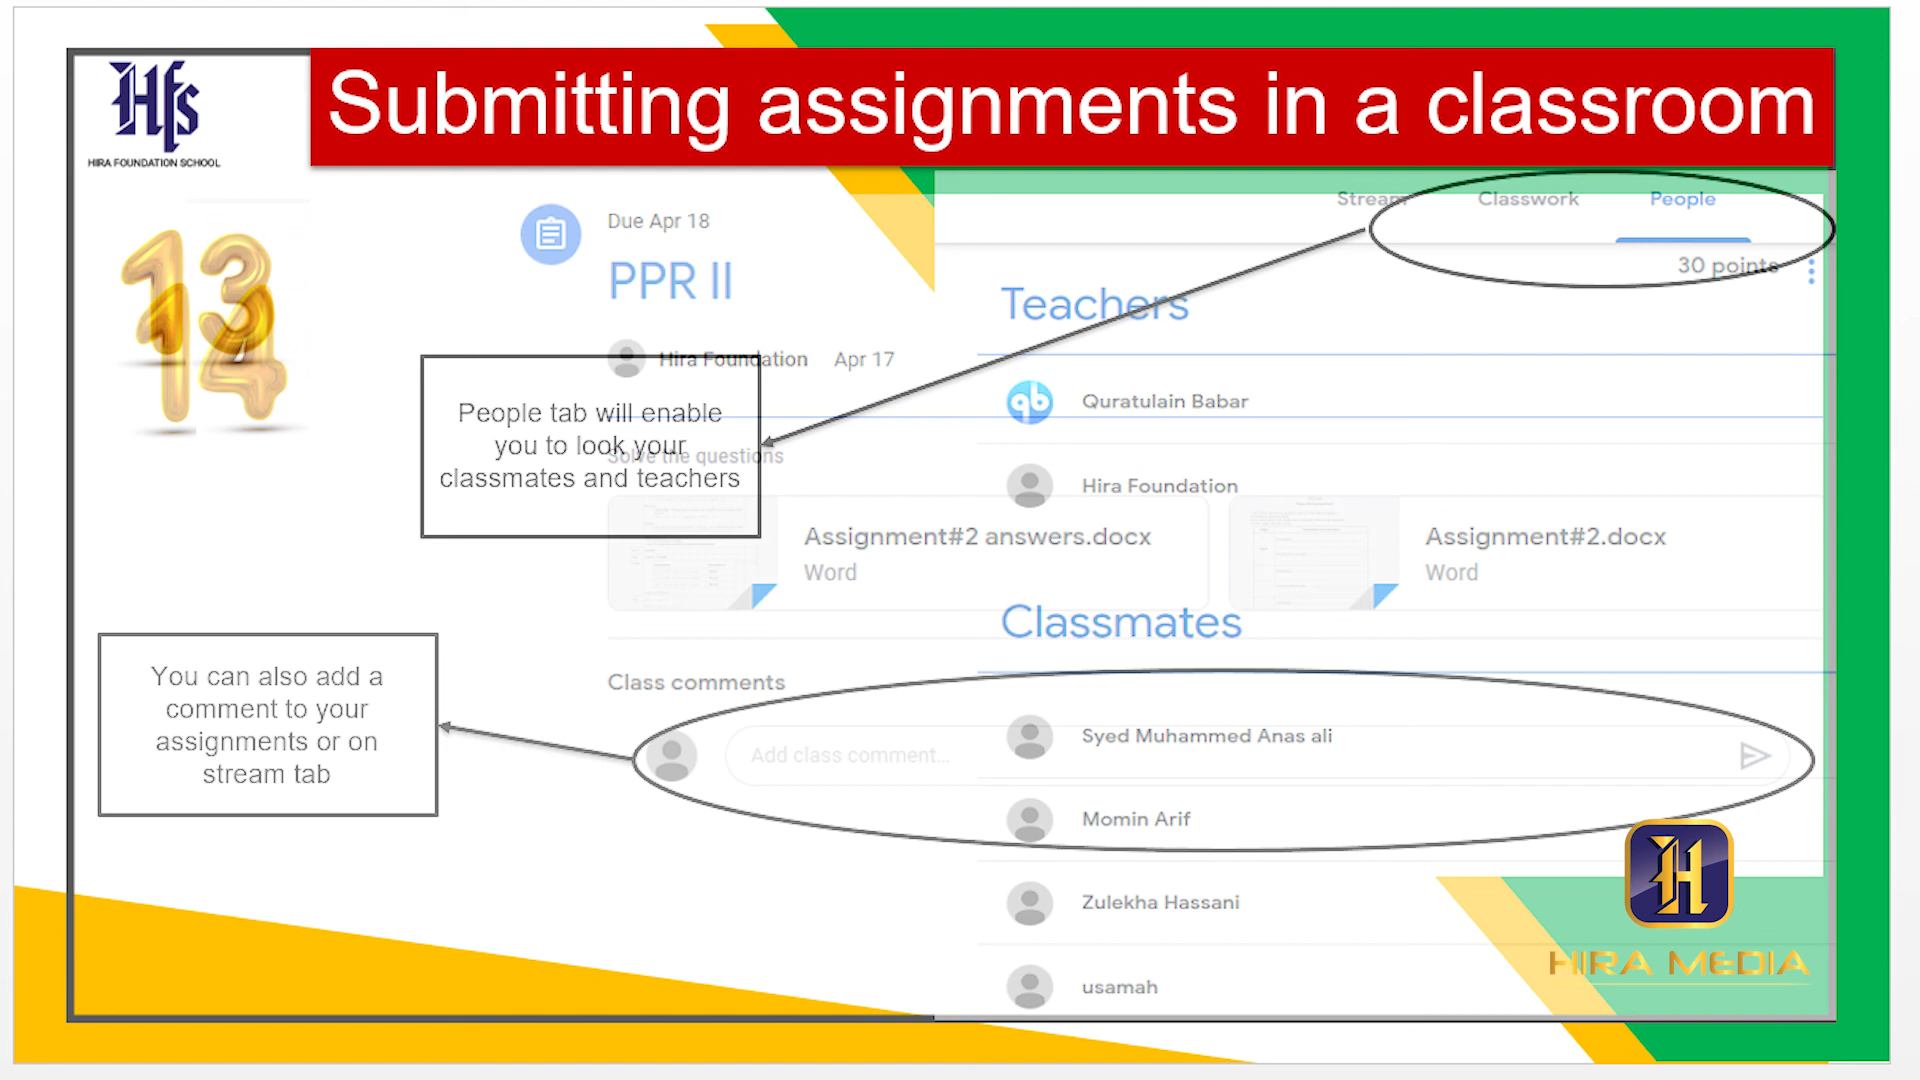 Hfs
HIRA FOUNDATION SCHOOL
Submitting assignments in a classroom
13
14
Stream Classwork People
Due Apr 18
PPR II
30 points
Hira Foundation Apr 17
Solve the questions
People tab will enable
you to look your
classmates and teachers
Teachers
qb
Quratulain Babar
Hira Foundation
Assignment#2 answers.docx
Word
Assignment#2.docx
Word
Classmates
You can also add a
comment to your
assignments or on
stream tab
Class comments
Add class comment...
Syed Muhammed Anas ali
Momin Arif
Zulekha Hassani
usamah
H
HIRA MEDIA